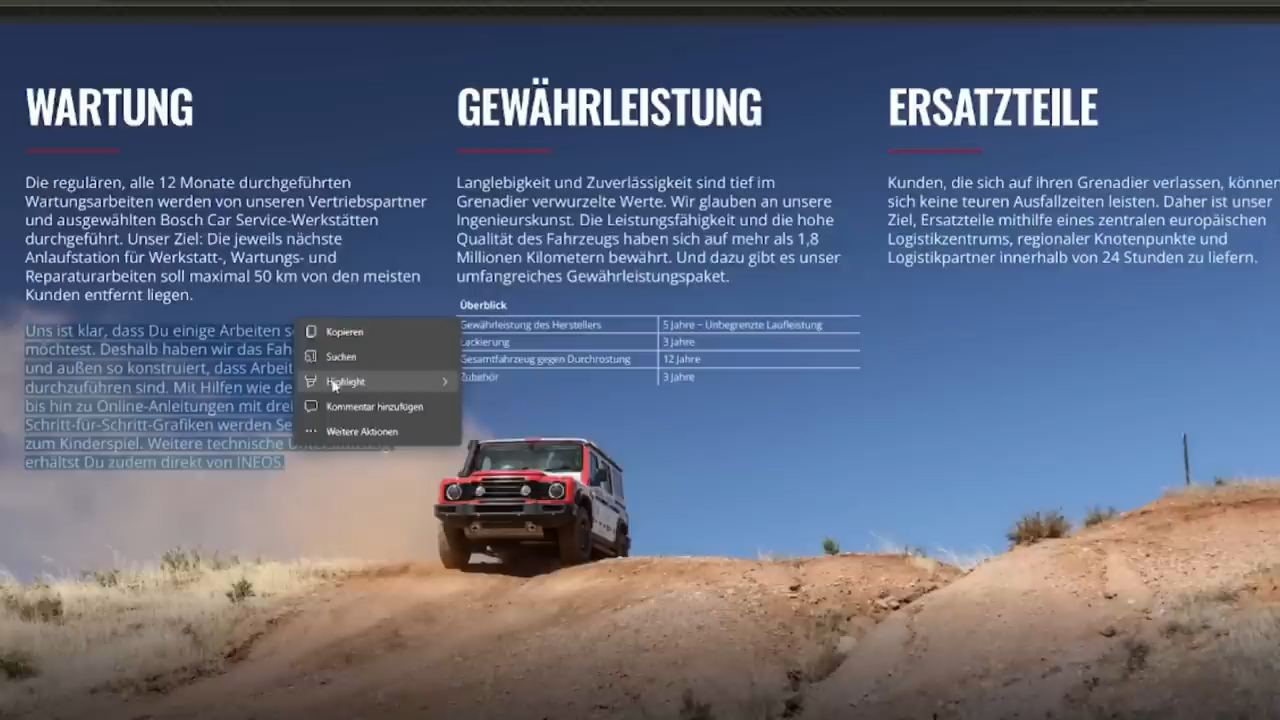 WARTUNG
Die regulären, alle 12 Monate durchgeführten
Wartungsarbeiten werden von unseren Vertriebspartner
und ausgewählten Bosch Car Service-Werkstätten
durchgeführt. Unser Ziel: Die jeweils nächste
Anlaufstation für Werkstatt-, Wartungs- und
Reparaturarbeiten soll maximal 50 km von den meisten
Kunden entfernt liegen.
Uns ist klar, dass Du einige Arbeiten
möchtest. Deshalb haben wir das
und außen so konstruiert, dass
durchzuführen sind. Mit Hilfen wie
bis hin zu Online-Anleitungen mit
Schritt-für-Schritt-Grafiken werden
zum Kinderspiel. Weitere technische
erhältst Du zudem direkt von INEOS.
Kopieren
Suchen
Highlight
Kommentar hinzufügen
Weitere Aktionen
GEWÄHRLEISTUNG
Langlebigkeit und Zuverlässigkeit sind tief im
Grenadier verwurzelte Werte. Wir glauben an unsere
Ingenieurskunst. Die Leistungsfähigkeit und die hohe
Qualität des Fahrzeugs haben sich auf mehr als 1,8
Millionen Kilometern bewährt. Und dazu gibt es unser
umfangreiches Gewährleistungspaket.
Überblick
Gewährleistung des Herstellers 5 Jahre – Unbegrenzte Laufleistung
Lackierung 3 Jahre
Gesamtfahrzeug gegen Durchrostung 12 Jahre
Zubehör 3 Jahre
ERSATZTEILE
Kunden, die sich auf ihren Grenadier verlassen, können
sich keine teuren Ausfallzeiten leisten. Daher ist unser
Ziel, Ersatzteile mithilfe eines zentralen europäischen
Logistikzentrums, regionaler Knotenpunkte und
Logistikpartner innerhalb von 24 Stunden zu liefern.